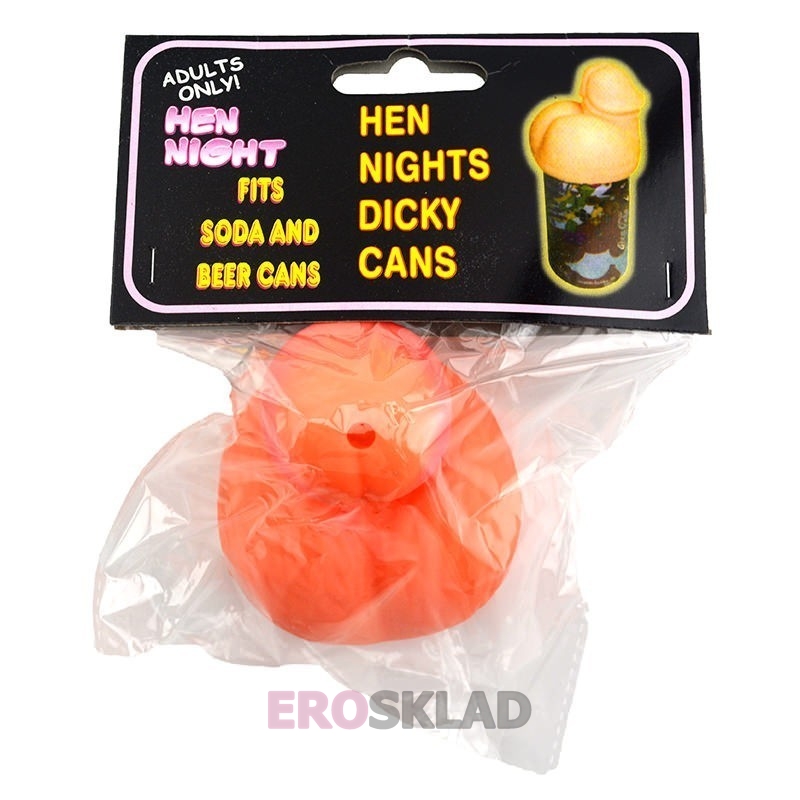 ADULTS
ONLY!
HEN
NIGHT
FITS
SODA AND
BEER CANS
HEN
NIGHTS
DICKY
CANS
EROSKLAD